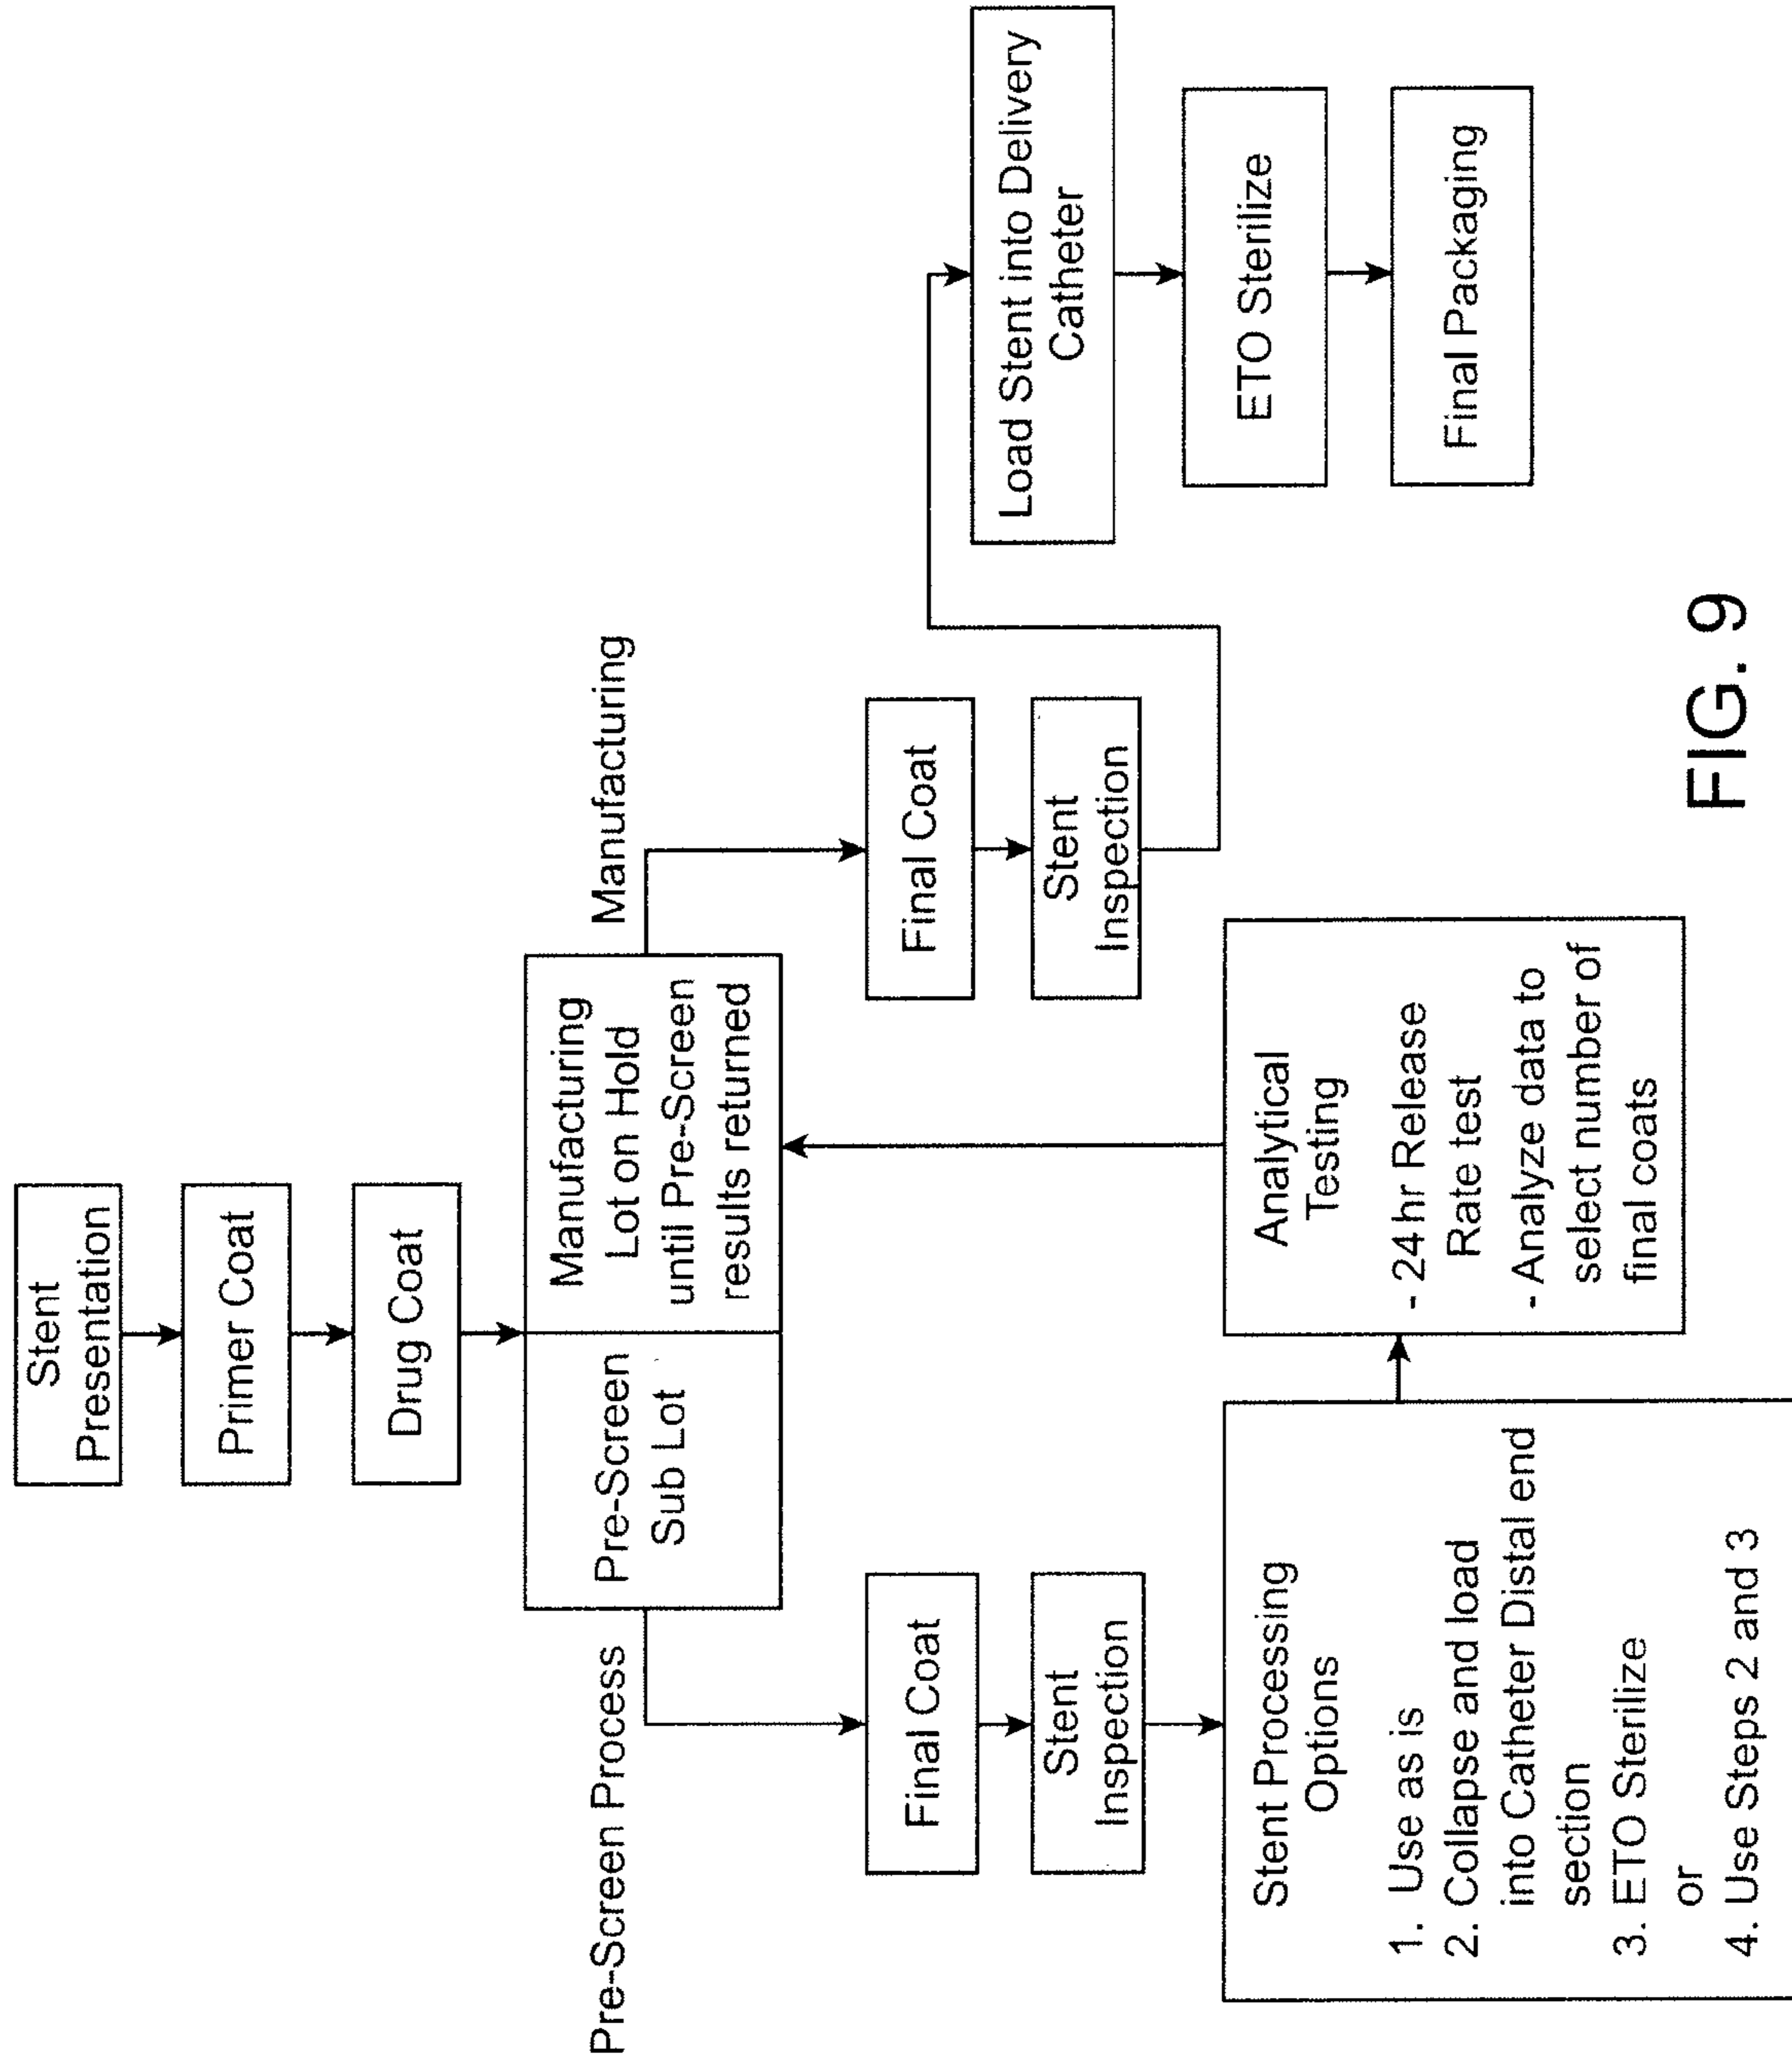 Stent
Presentation
Primer Coat
Drug Coat
Pre-Screen
Sub Lot
Manufacturing
Lot on Hold
until Pre-Screen
results returned
Pre-Screen Process
Final Coat
Stent
Inspection
Stent Processing
Options
1. Use as is
2. Collapse and load
into Catheter Distal end
section
3. ETO Sterilize
or
4. Use Steps 2 and 3
Analytical
Testing
- 24hr Release
Rate test
- Analyze data to
select number of
final coats
Manufacturing
Final Coat
Stent
Inspection
Load Stent into Delivery
Catheter
ETO Sterilize
Final Packaging
FIG. 9